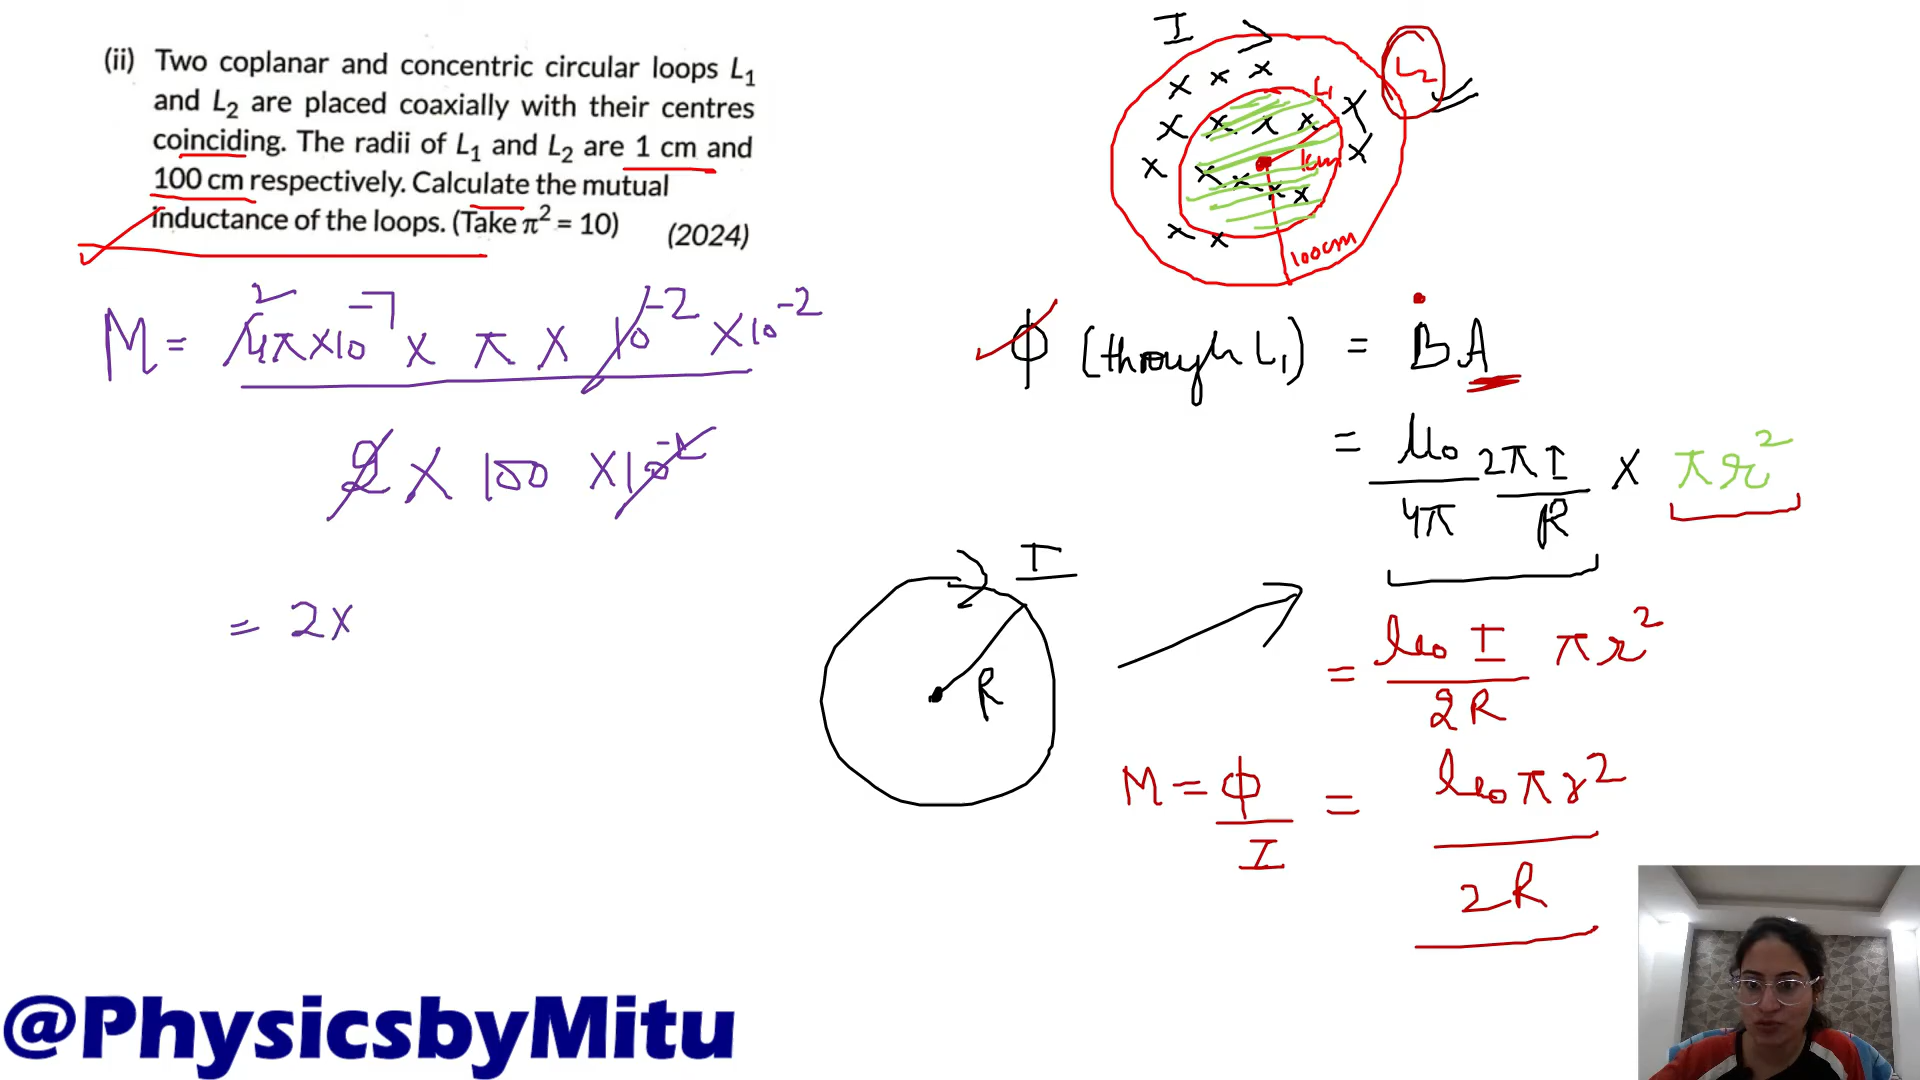 (ii) Two coplanar and concentric circular loops L₁
and L₂ are placed coaxially with their centres
coinciding. The radii of L₁ and L₂ are 1 cm and
100 cm respectively. Calculate the mutual
inductance of the loops. (Take π² = 10) (2024)
M = 4π×10⁻⁷ × π × 10⁻² × 10⁻²
2
2 × 100 × 10⁻²
= 2×
I
L₂
L₁
1cm
100cm
ϕ (through L₁) = BA
= μ₀/4π 2πI/R × πr²
I
R
= μ₀I/2R πr²
M = ϕ/I = μ₀πr²/2R
@PhysicsbyMitu